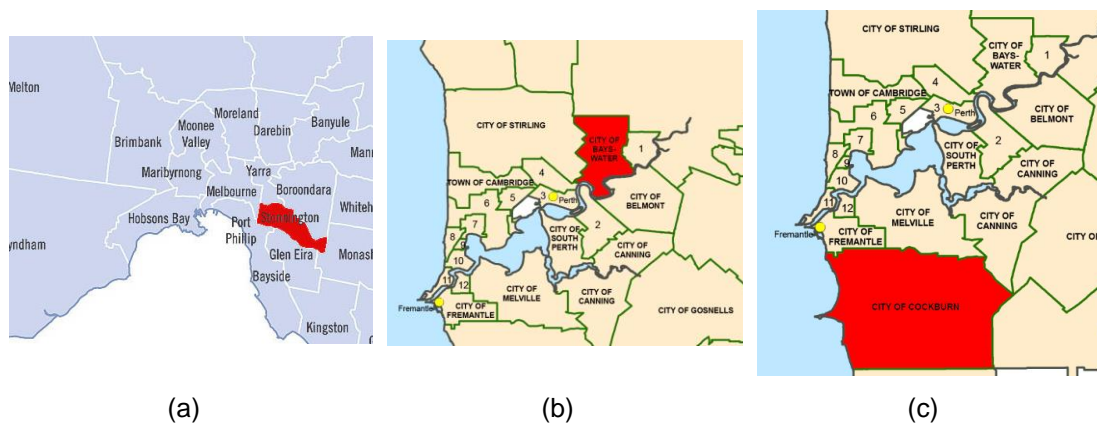 Melton
Brimbank
Moonee
Valley
Moreland
Darebin
Banyule
Maribyrnong
Yarra
Melbourne
Boroondara
Hobsons Bay
Port
Phillip
Stonnington
Whiteh
yndham
Glen Eira
Monash
Bayside
Kingston
(a)
CITY OF STIRLING
CITY OF
BAYS-
WATER
1
4
TOWN OF CAMBRIDGE
3
Perth
5
6
7
8
9
10
11
12
2
CITY OF
BELMONT
CITY OF
SOUTH
PERTH
CITY OF
CANNING
CITY OF
MELVILLE
CITY OF
CANNING
Fremantle
CITY OF
FREMANTLE
CITY OF GOSNELLS
(b)
CITY OF STIRLING
CITY OF
BAYS-
WATER
1
4
TOWN OF CAMBRIDGE
3
Perth
5
6
7
8
9
10
11
12
2
CITY OF
BELMONT
CITY OF
SOUTH
PERTH
CITY OF
CANNING
CITY OF
MELVILLE
CITY OF
CANNING
CITY O
Fremantle
CITY OF
FREMANTLE
CITY OF COCKBURN
(c)